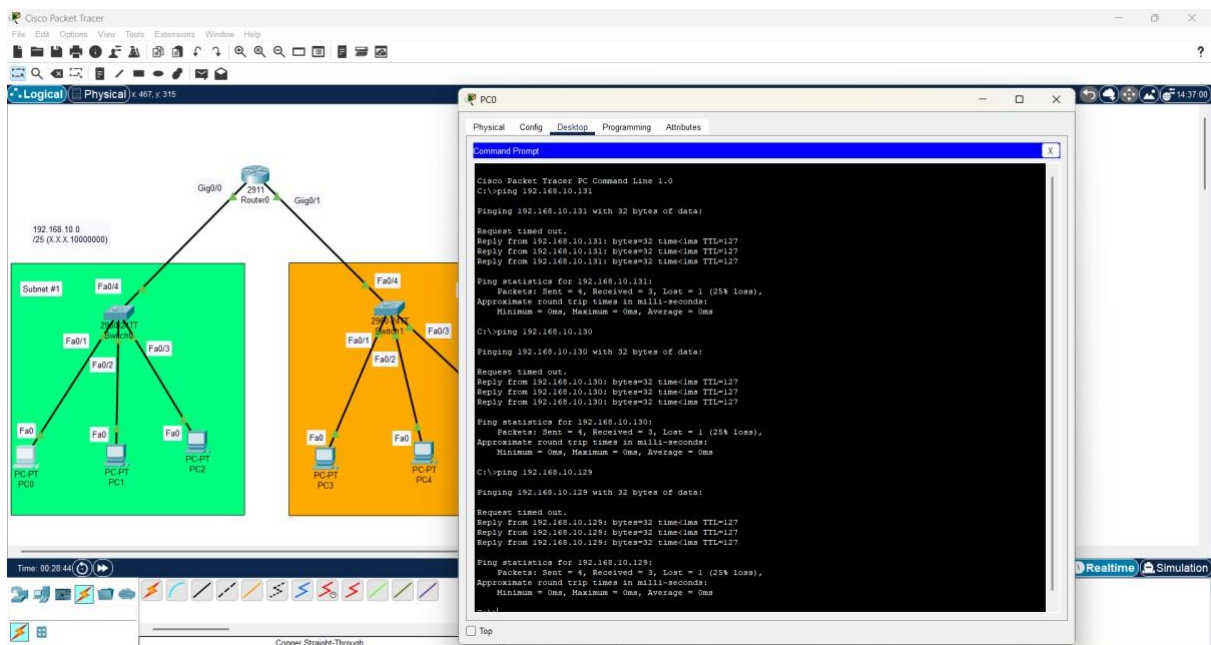 Cisco Packet Tracer
File Edit Options View Tools Extensions Window Help
?
Logical Physical x: 467, y: 315
14:37:00
PC0
Physical Config Desktop Programming Attributes
Command Prompt
X
Cisco Packet Tracer PC Command Line 1.0
C:\>ping 192.168.10.131
Pinging 192.168.10.131 with 32 bytes of data:
Request timed out.
Reply from 192.168.10.131: bytes=32 time<1ms TTL=127
Reply from 192.168.10.131: bytes=32 time<1ms TTL=127
Reply from 192.168.10.131: bytes=32 time<1ms TTL=127
Ping statistics for 192.168.10.131:
Packets: Sent = 4, Received = 3, Lost = 1 (25% loss),
Approximate round trip times in milli-seconds:
Minimum = 0ms, Maximum = 0ms, Average = 0ms
C:\>ping 192.168.10.130
Pinging 192.168.10.130 with 32 bytes of data:
Request timed out.
Reply from 192.168.10.130: bytes=32 time<1ms TTL=127
Reply from 192.168.10.130: bytes=32 time<1ms TTL=127
Reply from 192.168.10.130: bytes=32 time<1ms TTL=127
Ping statistics for 192.168.10.130:
Packets: Sent = 4, Received = 3, Lost = 1 (25% loss),
Approximate round trip times in milli-seconds:
Minimum = 0ms, Maximum = 0ms, Average = 0ms
C:\>ping 192.168.10.129
Pinging 192.168.10.129 with 32 bytes of data:
Request timed out.
Reply from 192.168.10.129: bytes=32 time<1ms TTL=127
Reply from 192.168.10.129: bytes=32 time<1ms TTL=127
Reply from 192.168.10.129: bytes=32 time<1ms TTL=127
Ping statistics for 192.168.10.129:
Packets: Sent = 4, Received = 3, Lost = 1 (25% loss),
Approximate round trip times in milli-seconds:
Minimum = 0ms, Maximum = 0ms, Average = 0ms
Top
Gig0/0
2911
Router0
Giig0/1
192.168.10.0
/25 (X.X.X.10000000)
Subnet #1
Fa0/4
Switch0
Fa0/1
Fa0/2
Fa0/3
Fa0
Fa0
Fa0
PC-PT
PC0
PC-PT
PC1
PC-PT
PC2
Fa0/4
Switch1
Fa0/1
Fa0/2
Fa0/3
Fa0
Fa0
PC-PT
PC3
PC-PT
PC4
Time: 00:28:44
Realtime Simulation
Copper Straight-Through